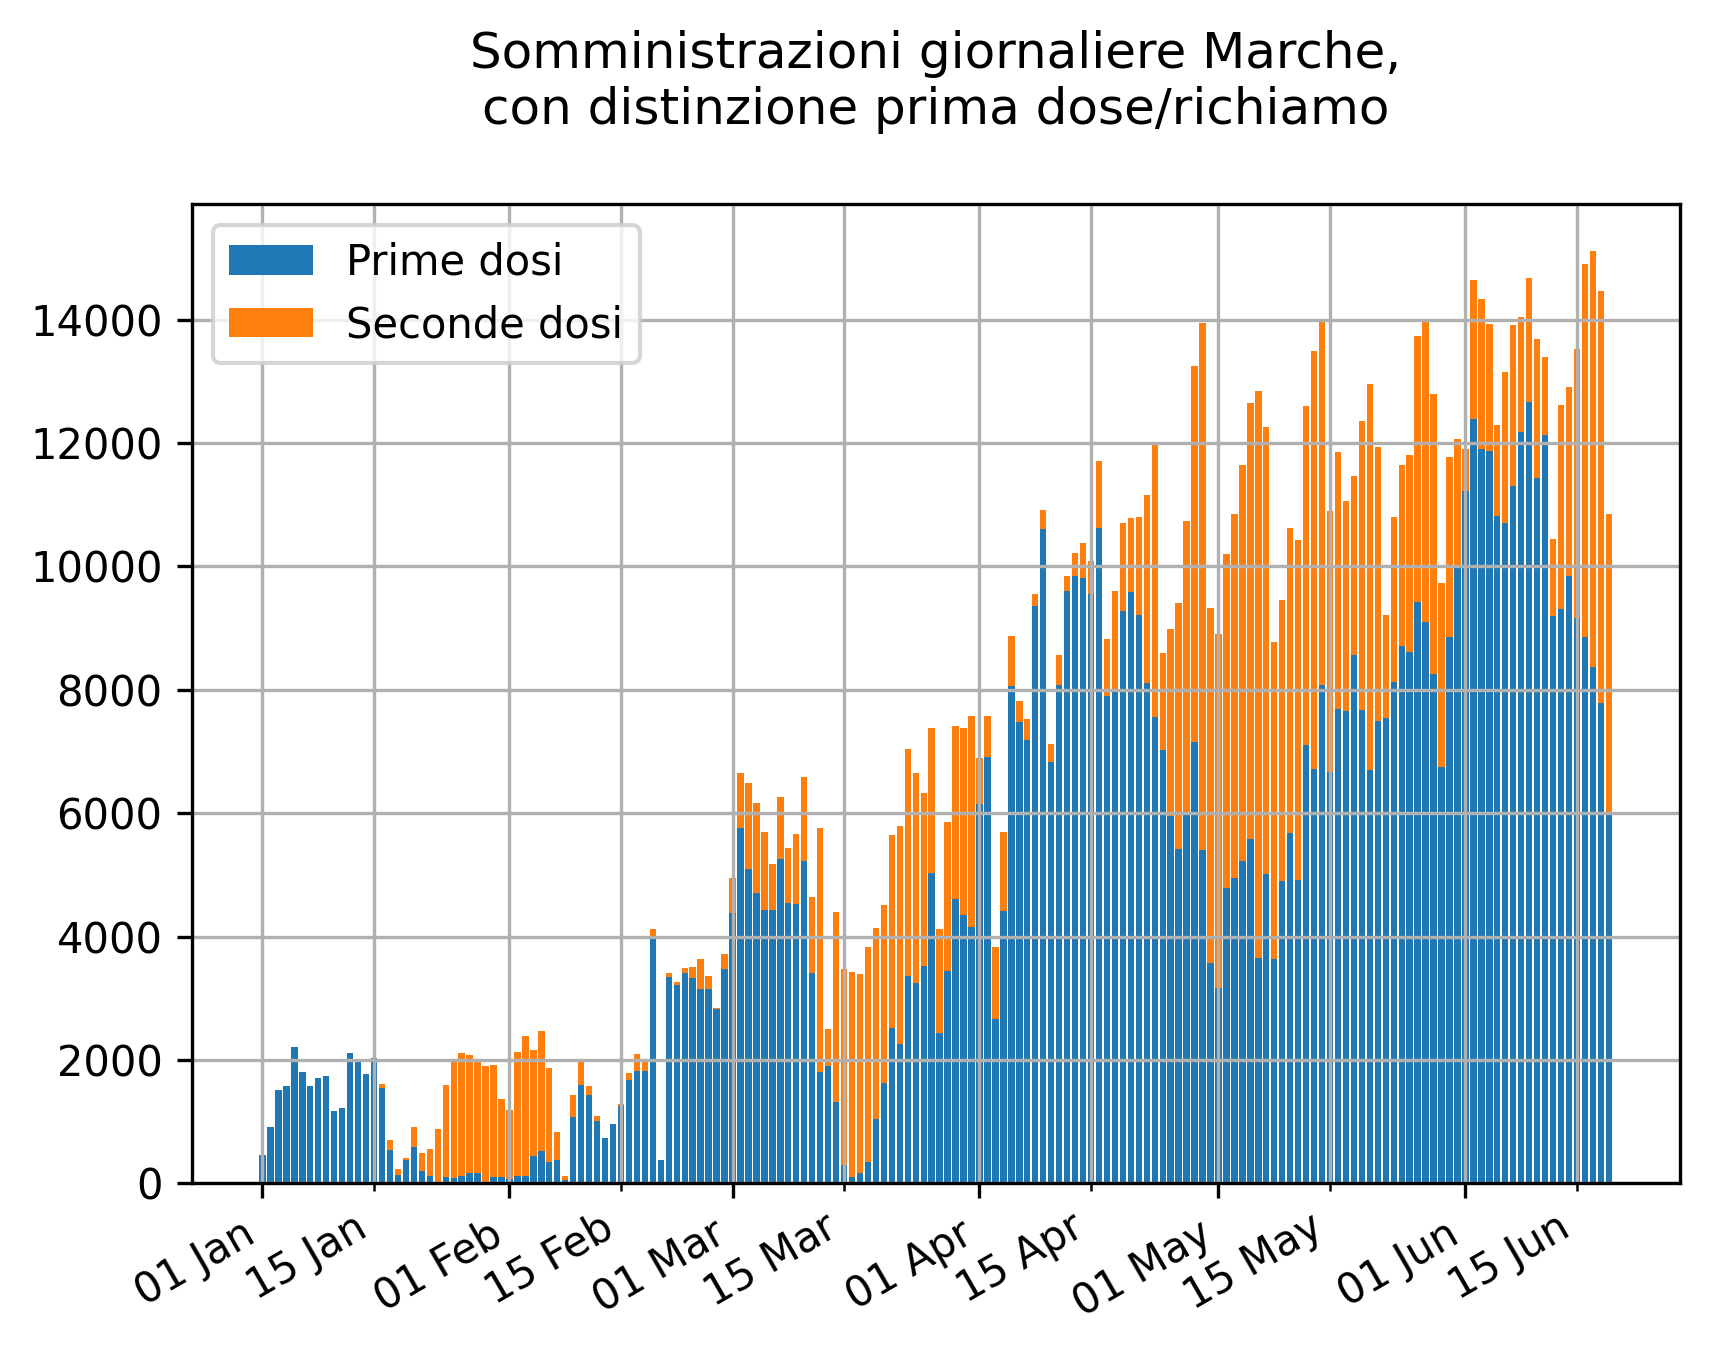 Somministrazioni giornaliere Marche,
con distinzione prima dose/richiamo
Prime dosi
Seconde dosi
14000
12000
10000
8000
6000
4000
2000
0
01 Jan
15 Jan
01 Feb
15 Feb
01 Mar
15 Mar
01 Apr
15 Apr
01 May
15 May
01 Jun
15 Jun